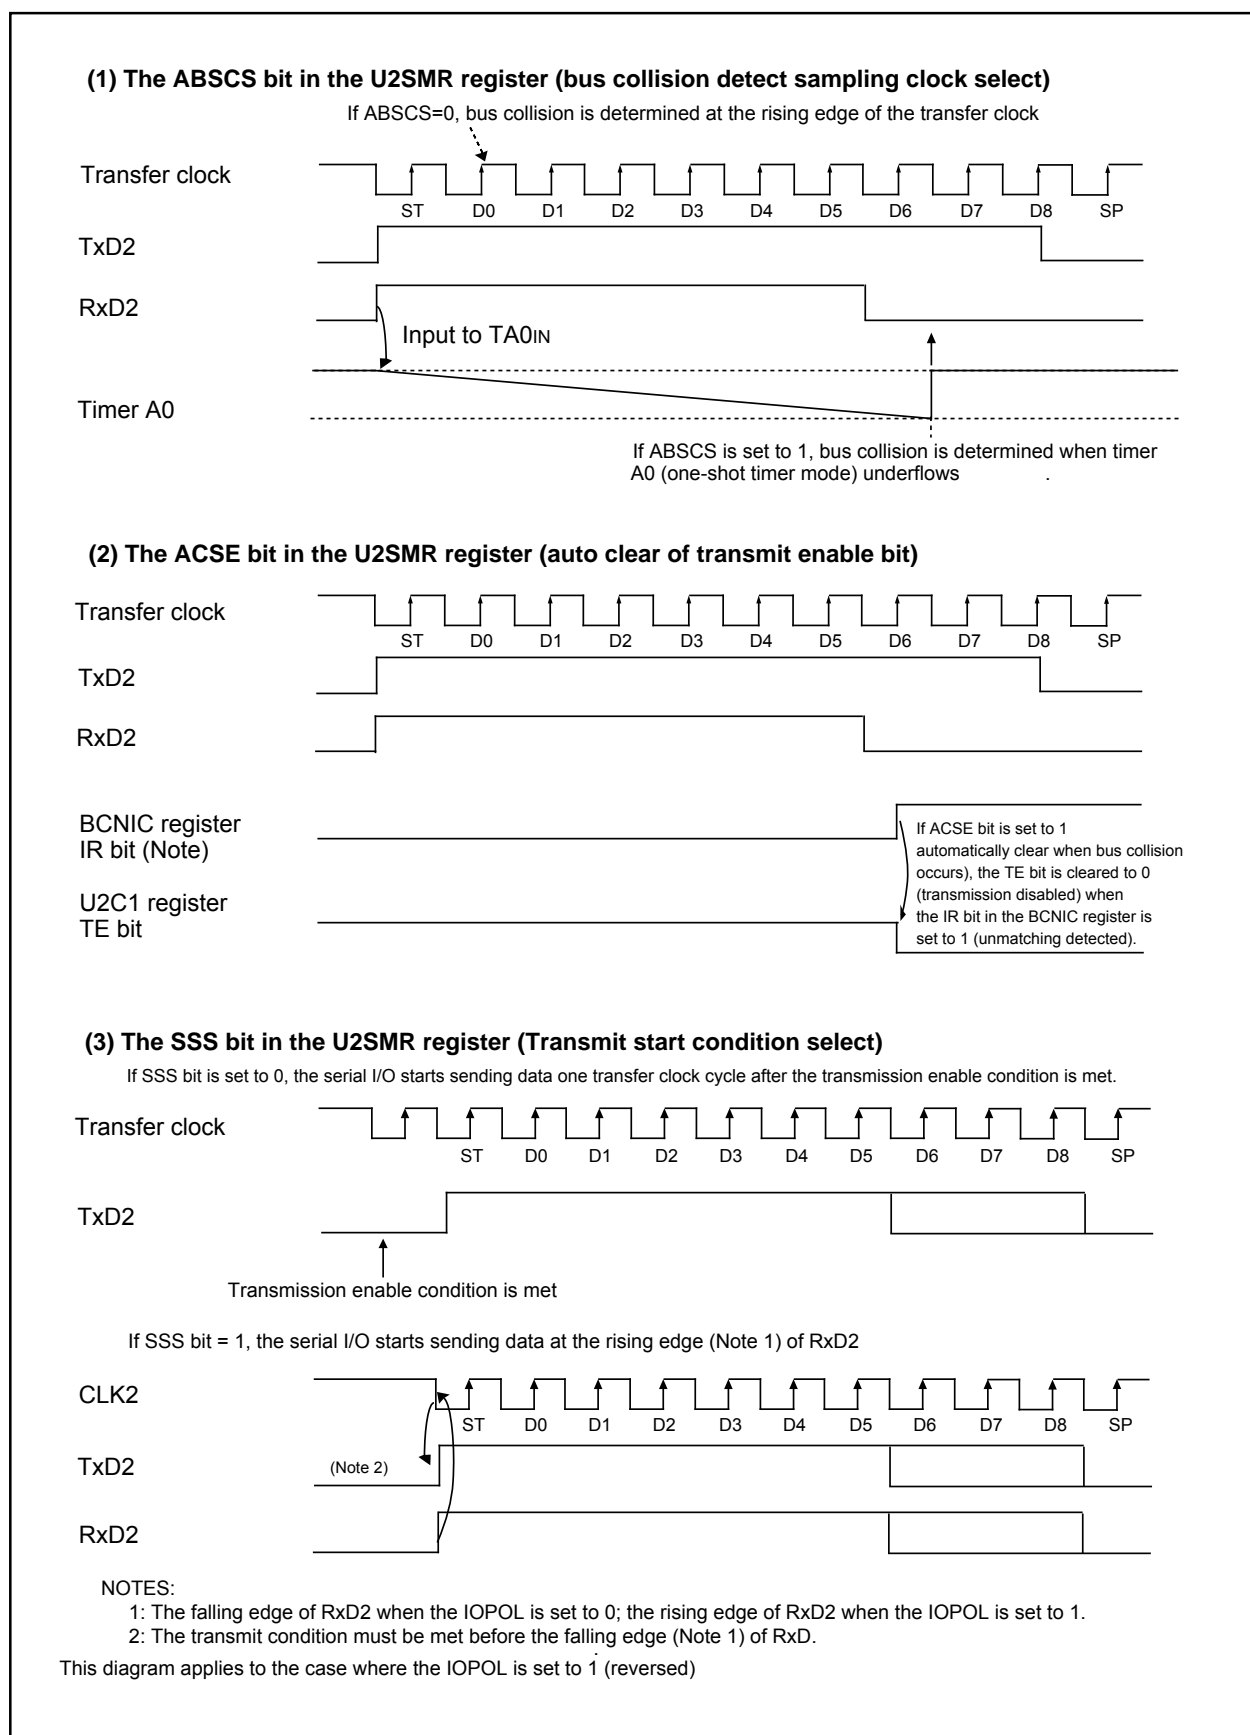 (1) The ABSCS bit in the U2SMR register (bus collision detect sampling clock select)
If ABSCS=0, bus collision is determined at the rising edge of the transfer clock
Transfer clock
ST D0 D1 D2 D3 D4 D5 D6 D7 D8 SP
TxD2
RxD2
Input to TA0IN
Timer A0
If ABSCS is set to 1, bus collision is determined when timer
A0 (one-shot timer mode) underflows .
(2) The ACSE bit in the U2SMR register (auto clear of transmit enable bit)
Transfer clock
ST D0 D1 D2 D3 D4 D5 D6 D7 D8 SP
TxD2
RxD2
BCNIC register
IR bit (Note)
U2C1 register
TE bit
If ACSE bit is set to 1
automatically clear when bus collision
occurs), the TE bit is cleared to 0
(transmission disabled) when
the IR bit in the BCNIC register is
set to 1 (unmatching detected).
(3) The SSS bit in the U2SMR register (Transmit start condition select)
If SSS bit is set to 0, the serial I/O starts sending data one transfer clock cycle after the transmission enable condition is met.
Transfer clock
ST D0 D1 D2 D3 D4 D5 D6 D7 D8 SP
TxD2
Transmission enable condition is met
If SSS bit = 1, the serial I/O starts sending data at the rising edge (Note 1) of RxD2
CLK2
ST D0 D1 D2 D3 D4 D5 D6 D7 D8 SP
TxD2
(Note 2)
RxD2
NOTES:
1: The falling edge of RxD2 when the IOPOL is set to 0; the rising edge of RxD2 when the IOPOL is set to 1.
2: The transmit condition must be met before the falling edge (Note 1) of RxD.
.
This diagram applies to the case where the IOPOL is set to 1 (reversed)